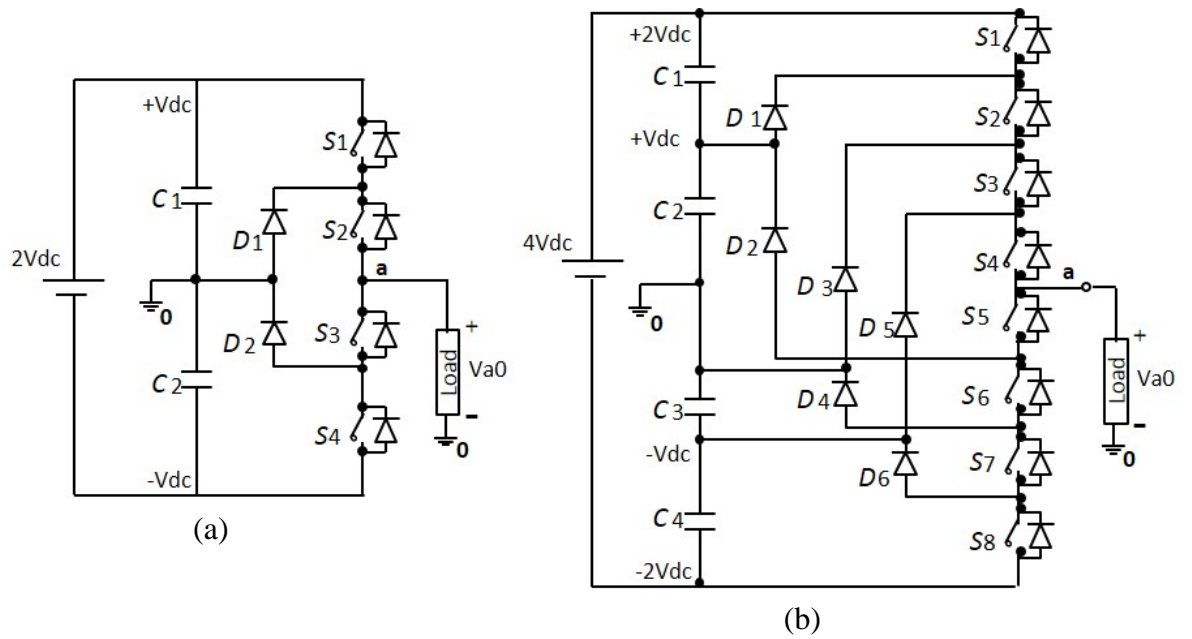 +Vdc
S1
C1
D1
S2
2Vdc
a
0
S3
+
D2
Load
Va0
C2
-
S4
0
-Vdc
(a)
+2Vdc
S1
C1
D1
S2
+Vdc
S3
C2
D2
4Vdc
S4
a
D3
0
S5
D5
+
Load
Va0
D4
S6
C3
-
-Vdc
0
S7
D6
C4
S8
-2Vdc
(b)